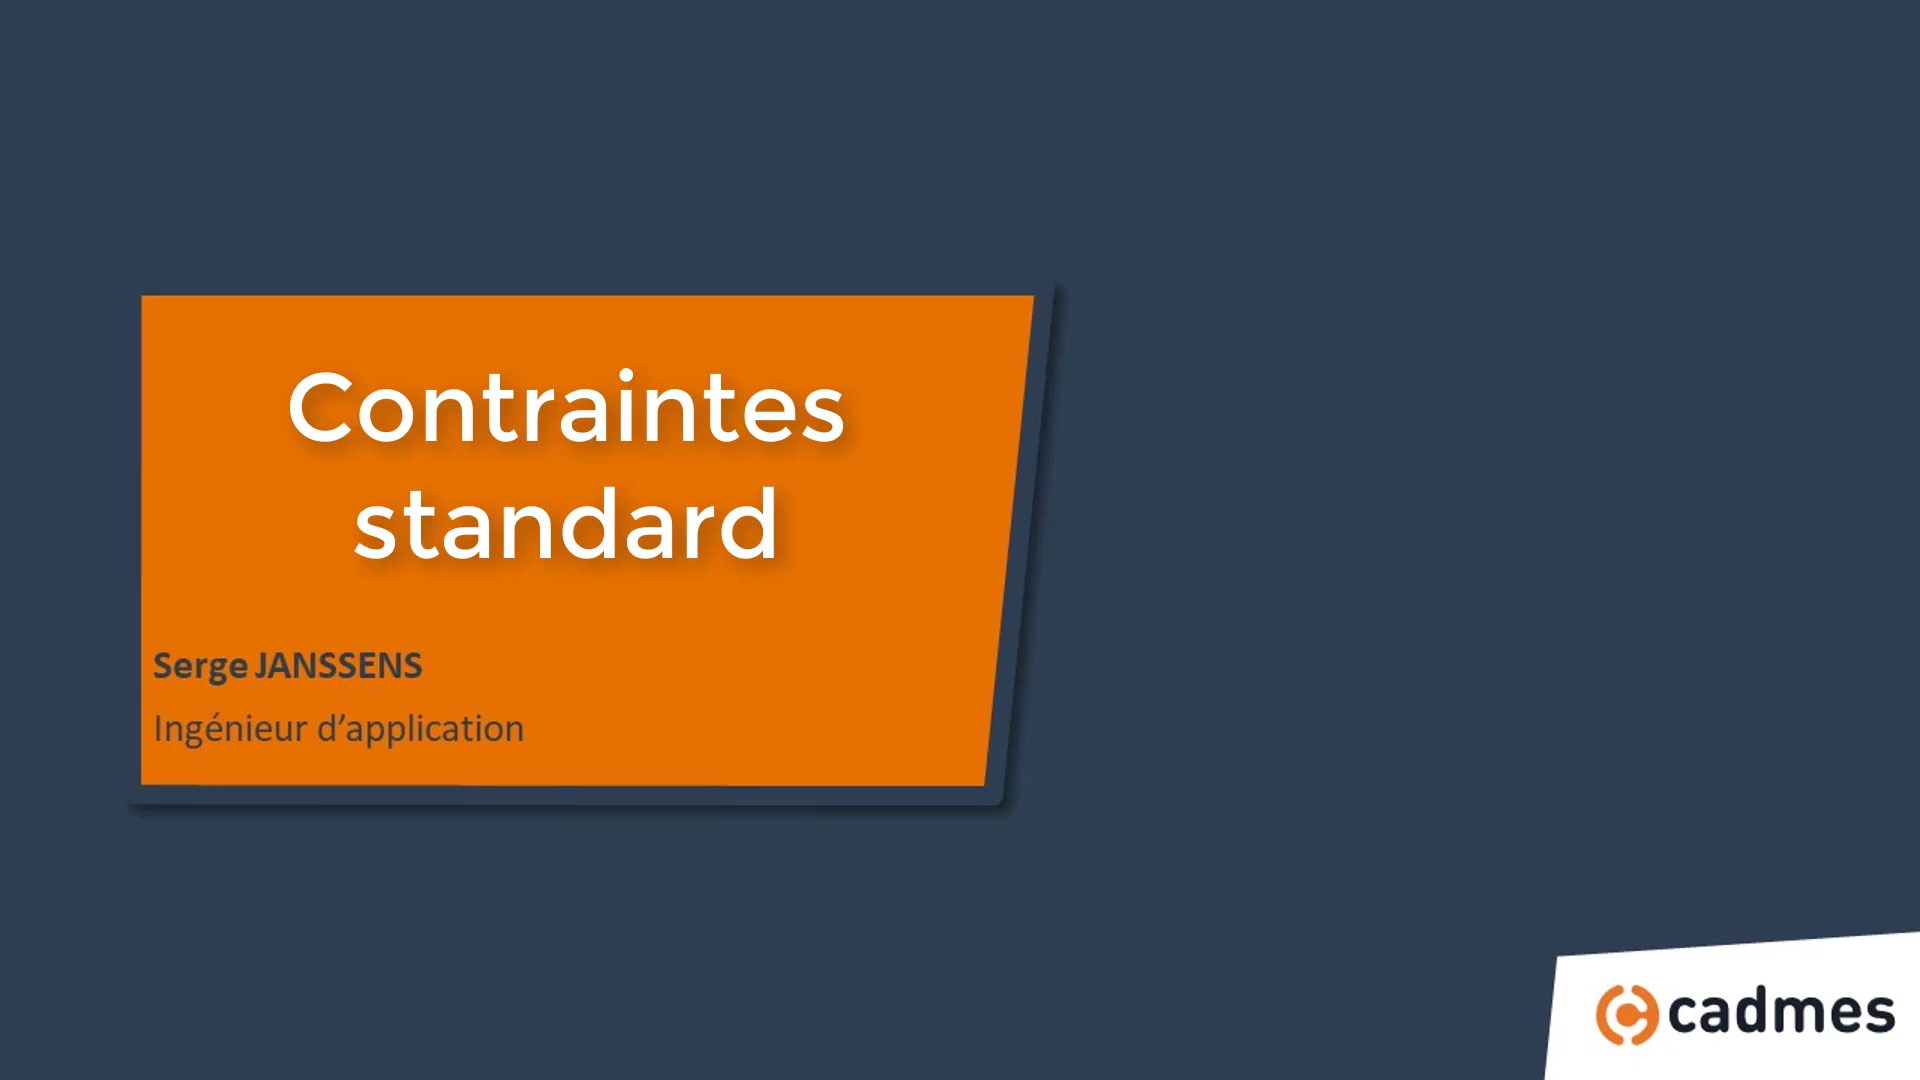 Contraintes
standard
Serge JANSSENS
Ingénieur d’application
cadmes